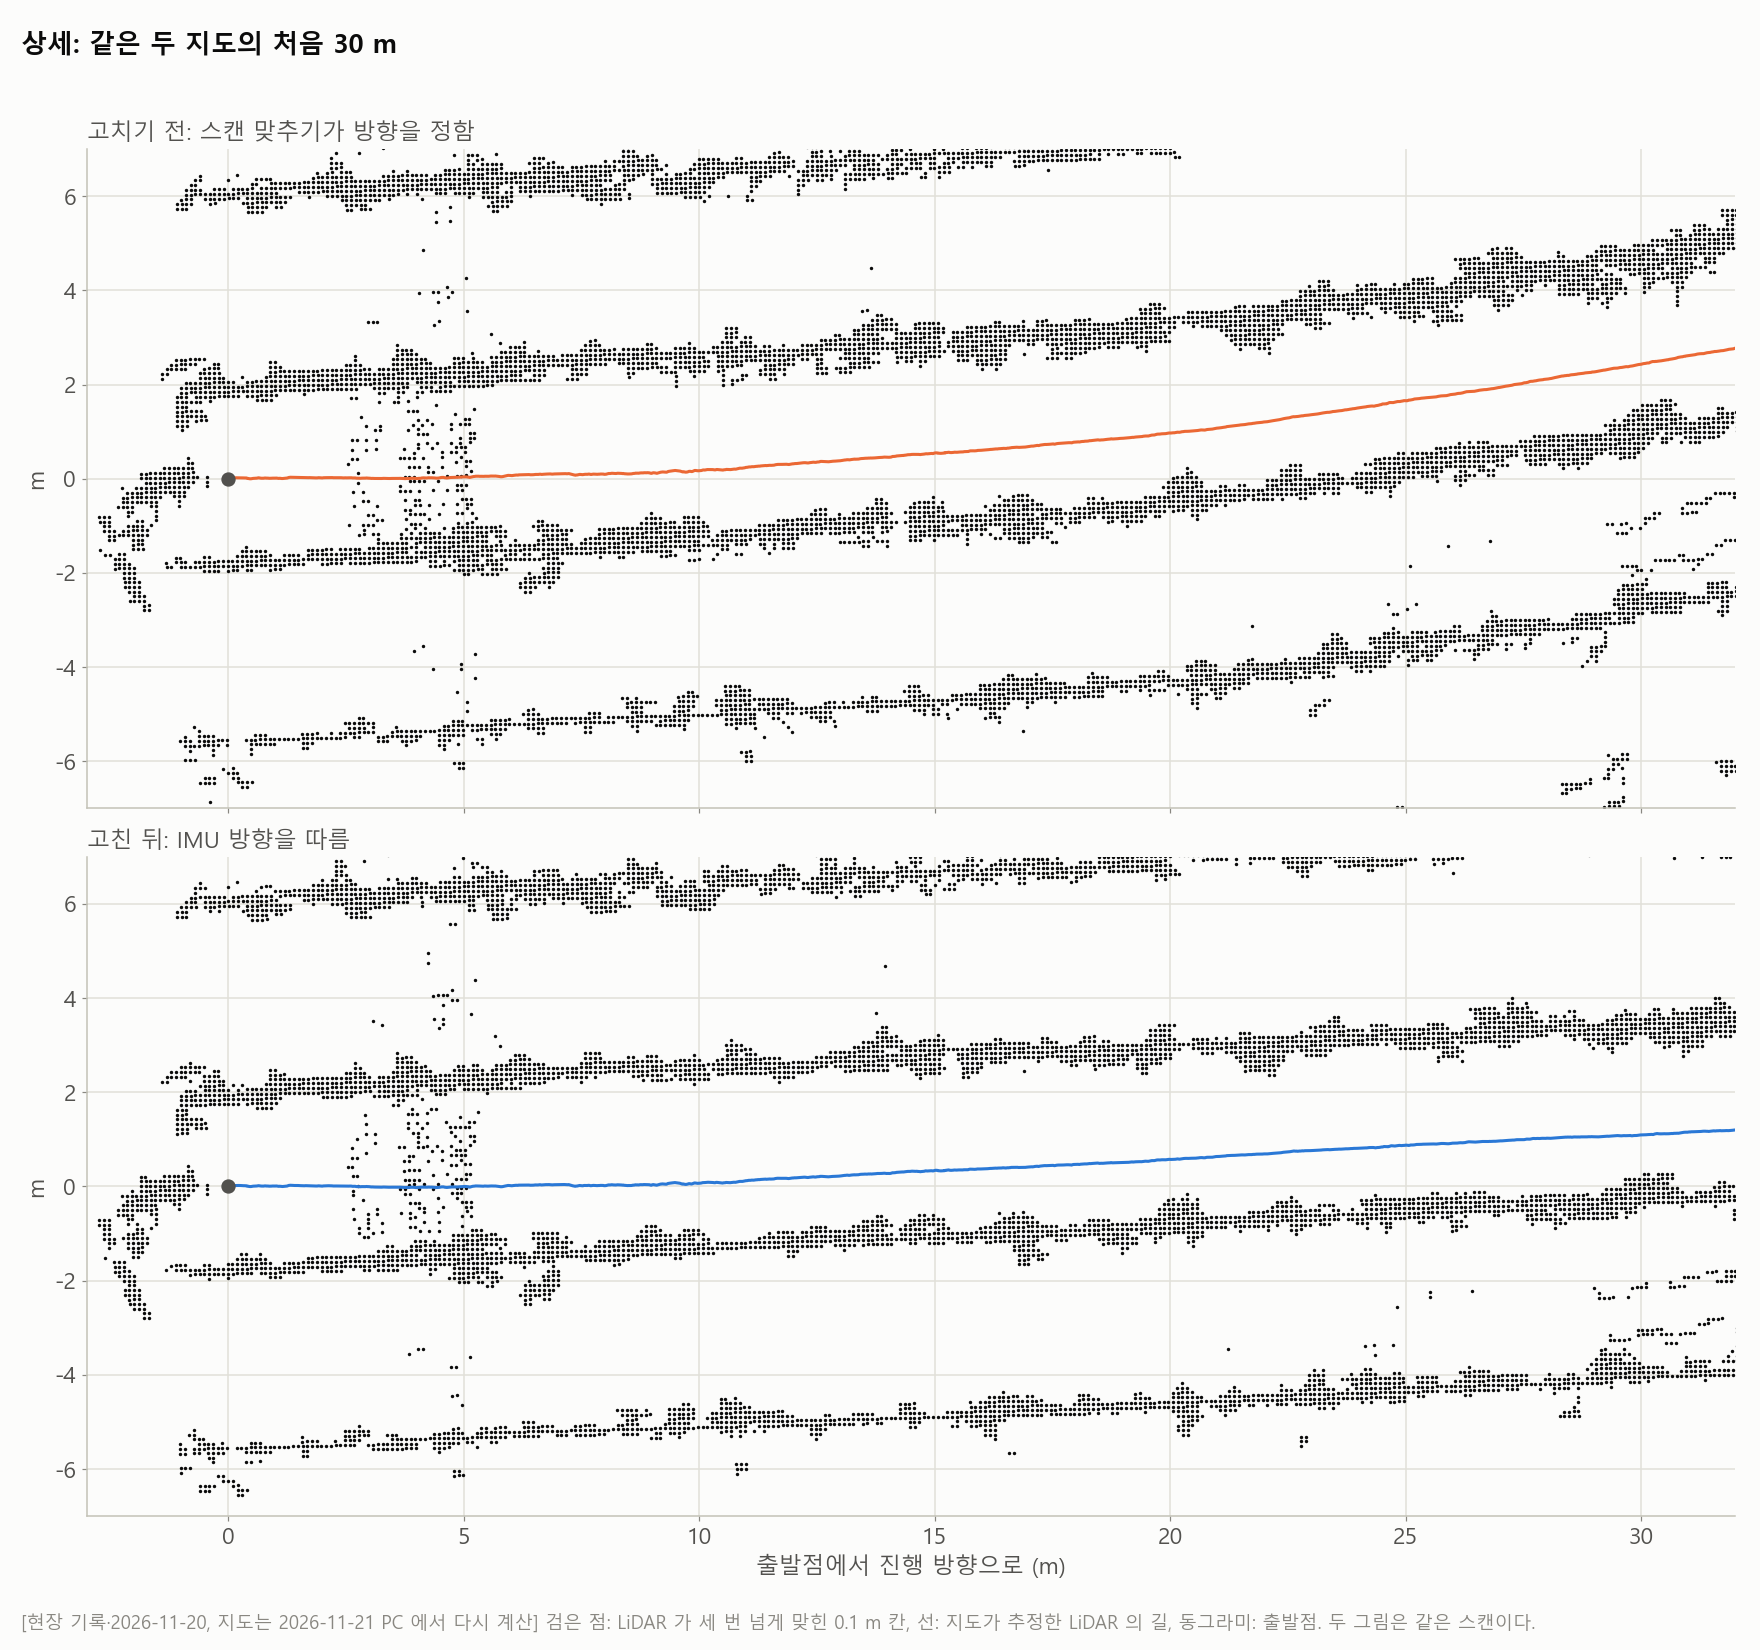 상세: 같은 두 지도의 처음 30 m
고치기 전: 스캔 맞추기가 방향을 정함
6
4
2
0
-2
-4
-6
m
고친 뒤: IMU 방향을 따름
6
4
2
0
-2
-4
-6
m
0 5 10 15 20 25 30
출발점에서 진행 방향으로 (m)
[현장 기록·2026-11-20, 지도는 2026-11-21 PC 에서 다시 계산] 검은 점: LiDAR 가 세 번 넘게 맞힌 0.1 m 칸, 선: 지도가 추정한 LiDAR 의 길, 동그라미: 출발점. 두 그림은 같은 스캔이다.